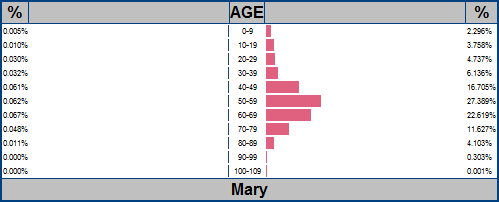 % AGE %
0.005% 0-9 2.296%
0.010% 10-19 3.758%
0.020% 20-29 4.737%
0.030% 30-39 6.136%
0.032% 40-49 16.705%
0.061% 50-59 27.389%
0.062% 60-69 22.619%
0.067% 70-79 11.627%
0.048% 80-89 4.103%
0.011% 90-99 0.303%
0.000% 100-109 0.001%
0.000%
Mary